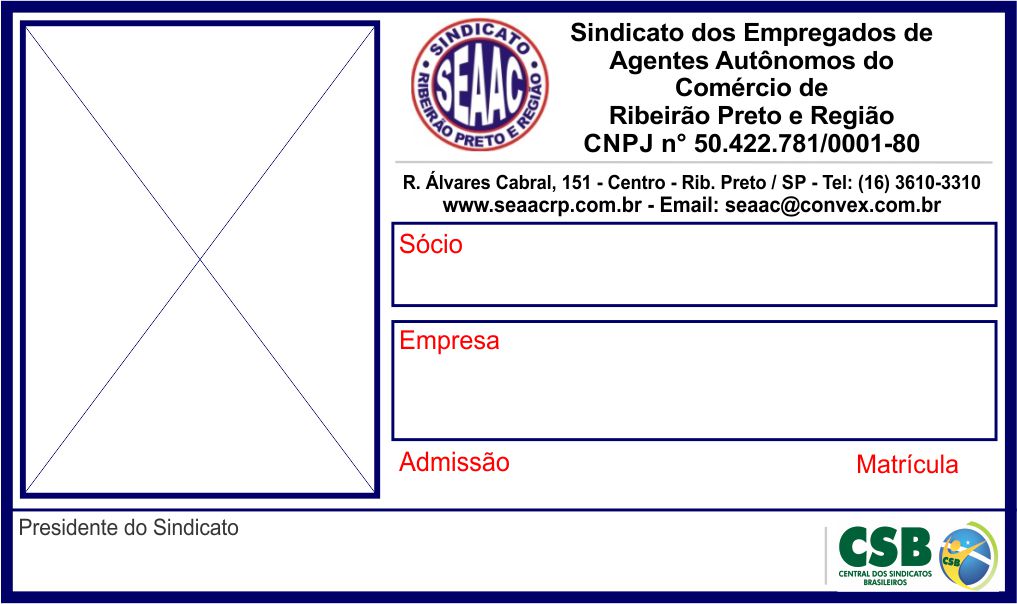 SINDICATO
SEAAC
RIBEIRÃO PRETO E REGIÃO
Sindicato dos Empregados de
Agentes Autônomos do
Comércio de
Ribeirão Preto e Região
CNPJ n° 50.422.781/0001-80
R. Álvares Cabral, 151 - Centro - Rib. Preto / SP - Tel: (16) 3610-3310
www.seaacrp.com.br - Email: seaac@convex.com.br
Sócio
Empresa
Admissão
Matrícula
Presidente do Sindicato
CSB
CENTRAL DOS SINDICATOS
BRASILEIROS
CSB